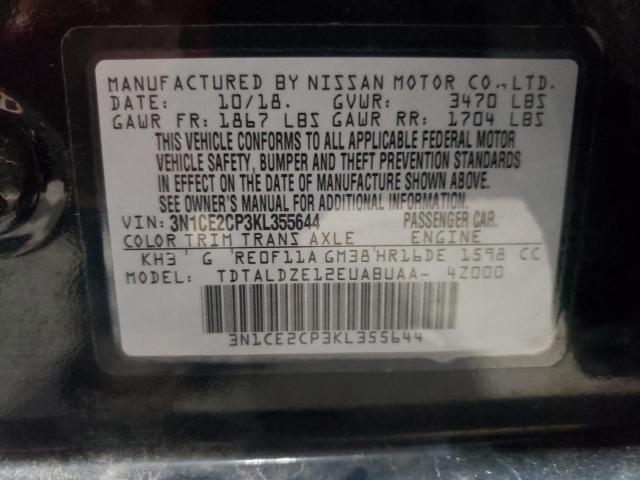 MANUFACTURED BY NISSAN MOTOR CO., LTD.
DATE: 10/18. GVWR: 3470 LBS
GAWR FR: 1867 LBS GAWR RR: 1704 LBS
THIS VEHICLE CONFORMS TO ALL APPLICABLE FEDERAL MOTOR
VEHICLE SAFETY, BUMPER AND THEFT PREVENTION STANDARDS
IN EFFECT ON THE DATE OF MANUFACTURE SHOWN ABOVE.
SEE OWNER'S MANUAL FOR ADDITIONAL INFORMATION.
VIN: 3N1CE2CP3KL355644 PASSENGER CAR.
COLOR TRIM TRANS AXLE ENGINE
KH3 G RE0F11A GM38 HR16DE 1598 CC
MODEL: TDTALDZE12EUABUAA- 4Z000
3N1CE2CP3KL355644